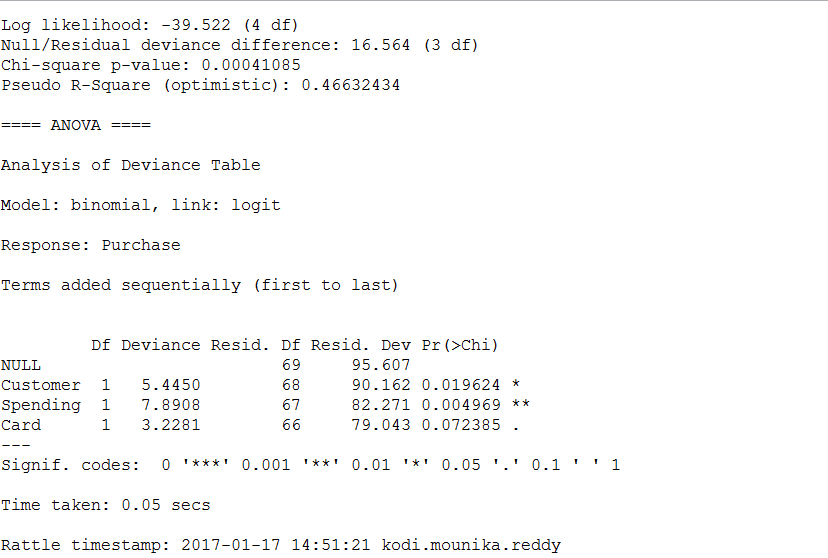 Log likelihood: -39.522 (4 df)
Null/Residual deviance difference: 16.564 (3 df)
Chi-square p-value: 0.00041085
Pseudo R-Square (optimistic): 0.46632434
==== ANOVA ====
Analysis of Deviance Table
Model: binomial, link: logit
Response: Purchase
Terms added sequentially (first to last)
         Df Deviance Resid. Df Resid. Dev Pr(>Chi)
NULL                        69     95.607
Customer  1   5.4450        68     90.162 0.019624 *
Spending  1   7.8908        67     82.271 0.004969 **
Card      1   3.2281        66     79.043 0.072385 .
---
Signif. codes:  0 '***' 0.001 '**' 0.01 '*' 0.05 '.' 0.1 ' ' 1
Time taken: 0.05 secs
Rattle timestamp: 2017-01-17 14:51:21 kodi.mounika.reddy